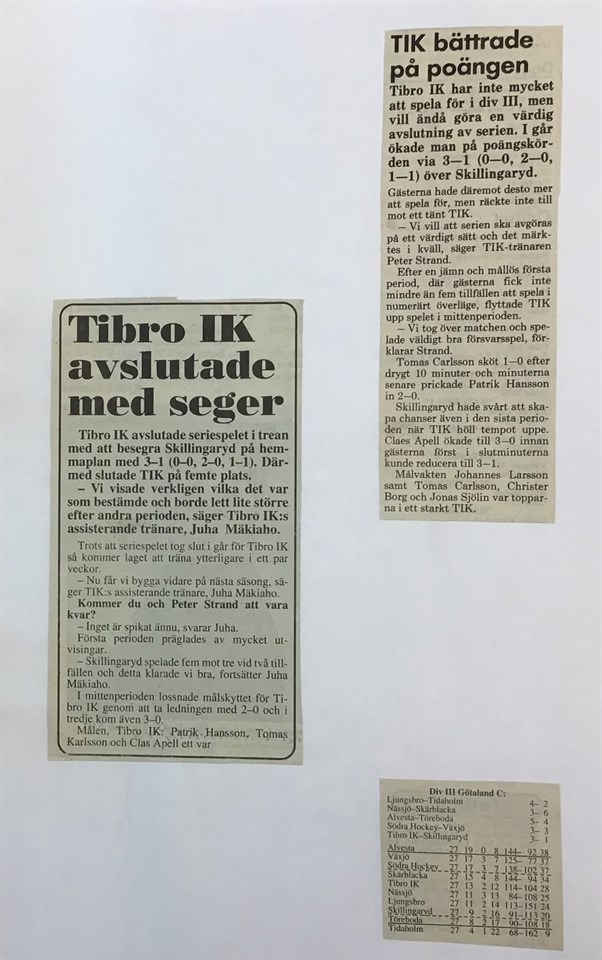 TIK bättrade
på poängen
Tibro IK har inte mycket
att spela för i div III, men
vill ändå göra en värdig
avslutning av serien. I går
ökade man på poängskör-
den via 3—1 (0—0, 2—0,
1—1) över Skillingaryd.
Gästerna hade däremot desto mer
att spela för, men räckte inte till
mot ett tänt TIK.
— Vi vill att serien ska avgöras
på ett värdigt sätt och det märk-
tes i kväll, säger TIK-tränaren
Peter Strand.
Efter en jämn och mållös första
period, där gästerna fick inte
mindre än fem tillfällen att spela i
numerärt överläge, flyttade TIK
upp spelet i mittenperioden.
— Vi tog över matchen och spe-
lade väldigt bra försvarsspel, för-
klarar Strand.
Tomas Carlsson sköt 1—0 efter
drygt 10 minuter och minuterna
senare prickade Patrik Hansson
in 2—0.
Skillingaryd hade svårt att ska-
pa chanser även i den sista perio-
den när TIK höll tempot uppe.
Claes Apell ökade till 3—0 innan
gästerna först i slutminuterna
kunde reducera till 3—1.
Målvakten Johannes Larsson
samt Tomas Carlsson, Christer
Borg och Jonas Sjölin var toppar-
na i ett starkt TIK.
Tibro IK
avslutade
med seger
Tibro IK avslutade seriespelet i trean
med att besegra Skillingaryd på hem-
maplan med 3–1 (0–0, 2–0, 1–1). Där-
med slutade TIK på femte plats.
– Vi visade verkligen vilka det var
som bestämde och borde lett lite större
efter andra perioden, säger Tibro IK:s
assisterande tränare, Juha Mäkiaho.
Trots att seriespelet tog slut i går för Tibro IK
så kommer laget att träna ytterligare i ett par
veckor.
– Nu får vi bygga vidare på nästa säsong, sä-
ger TIK:s assisterande tränare, Juha Mäkiaho.
Kommer du och Peter Strand att vara
kvar?
– Inget är spikat ännu, svarar Juha.
Första perioden präglades av mycket ut-
visningar.
– Skillingaryd spelade fem mot tre vid två till-
fällen och detta klarade vi bra, fortsätter Juha
Mäkiaho.
I mittenperioden lossnade målskyttet för Ti-
bro IK genom att ta ledningen med 2–0 och i
tredje kom även 3–0.
Målen, Tibro IK: Patrik Hansson, Tomas
Karlsson och Clas Apell ett var
Div III Götaland C:
Ljungsbro–Tidaholm 4– 2
Nässjö–Skärblacka 3– 6
Alvesta–Töreboda 5– 4
Södra Hockey–Växjö 3– 3
Tibro IK–Skillingaryd 3– 1
Alvesta 27 19 0 8 144– 92 38
Växjö 27 17 3 7 125– 77 37
Södra Hockey 27 17 3 7 138–102 37
Skärblacka 27 15 4 8 144– 94 34
Tibro IK 27 13 2 12 114–104 28
Nässjö 27 11 3 13 84–108 25
Ljungsbro 27 11 2 14 113–151 24
Skillingaryd 27 9 2 16 91–113 20
Töreboda 27 8 2 17 90–108 18
Tidaholm 27 4 1 22 68–162 9